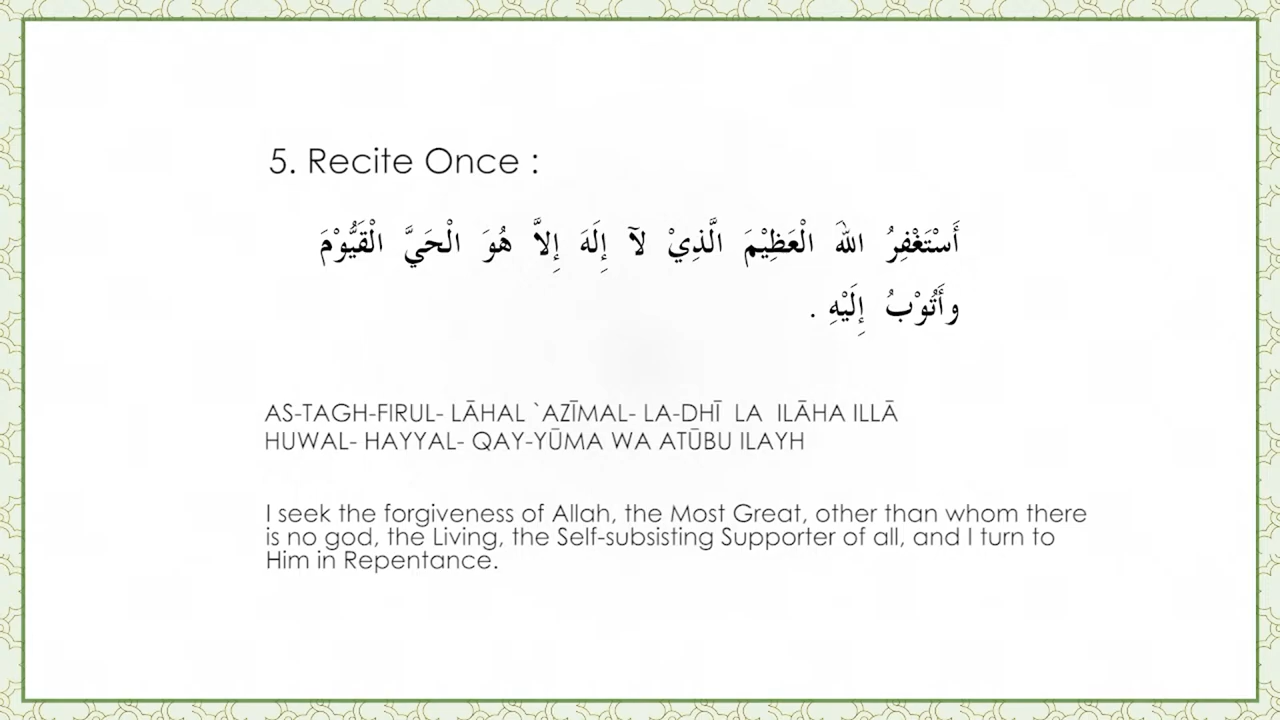 5. Recite Once :
أَسْتَغْفِرُ اللهَ الْعَظِيْمَ الَّذِيْ لَآ إِلَهَ إِلاَّ هُوَ الْحَيَّ الْقَيُّوْمَ
وأَتُوْبُ إِلَيْهِ .
AS-TAGH-FIRUL- LĀHAL `AZĪMAL- LA-DHĪ LA ILĀHA ILLĀ
HUWAL- HAYYAL- QAY-YŪMA WA ATŪBU ILAYH
I seek the forgiveness of Allah, the Most Great, other than whom there
is no god, the Living, the Self-subsisting Supporter of all, and I turn to
Him in Repentance.